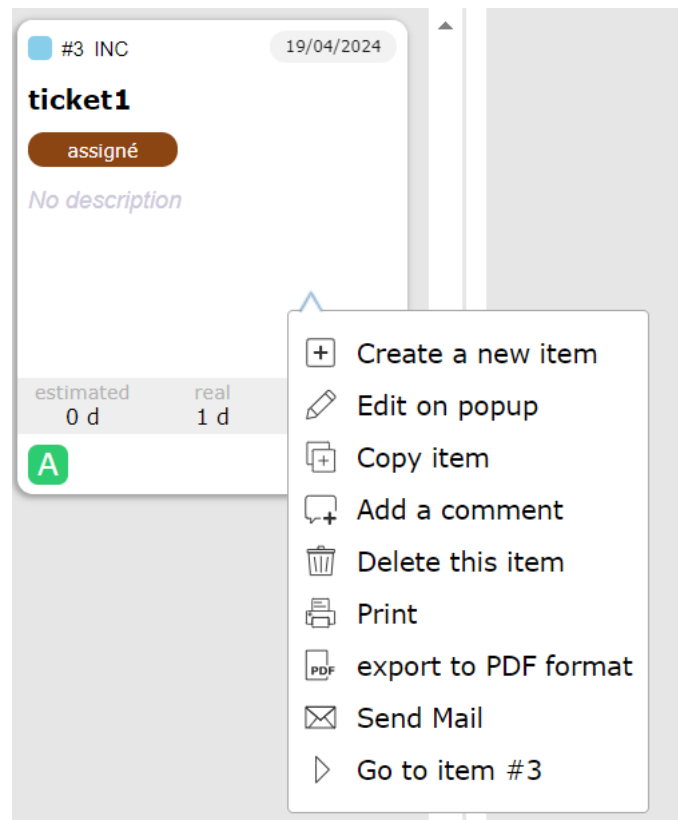 #3 INC 19/04/2024
ticket1
assigné
No description
estimated real
0 d 1 d
A
Create a new item
Edit on popup
Copy item
Add a comment
Delete this item
Print
PDF export to PDF format
Send Mail
Go to item #3